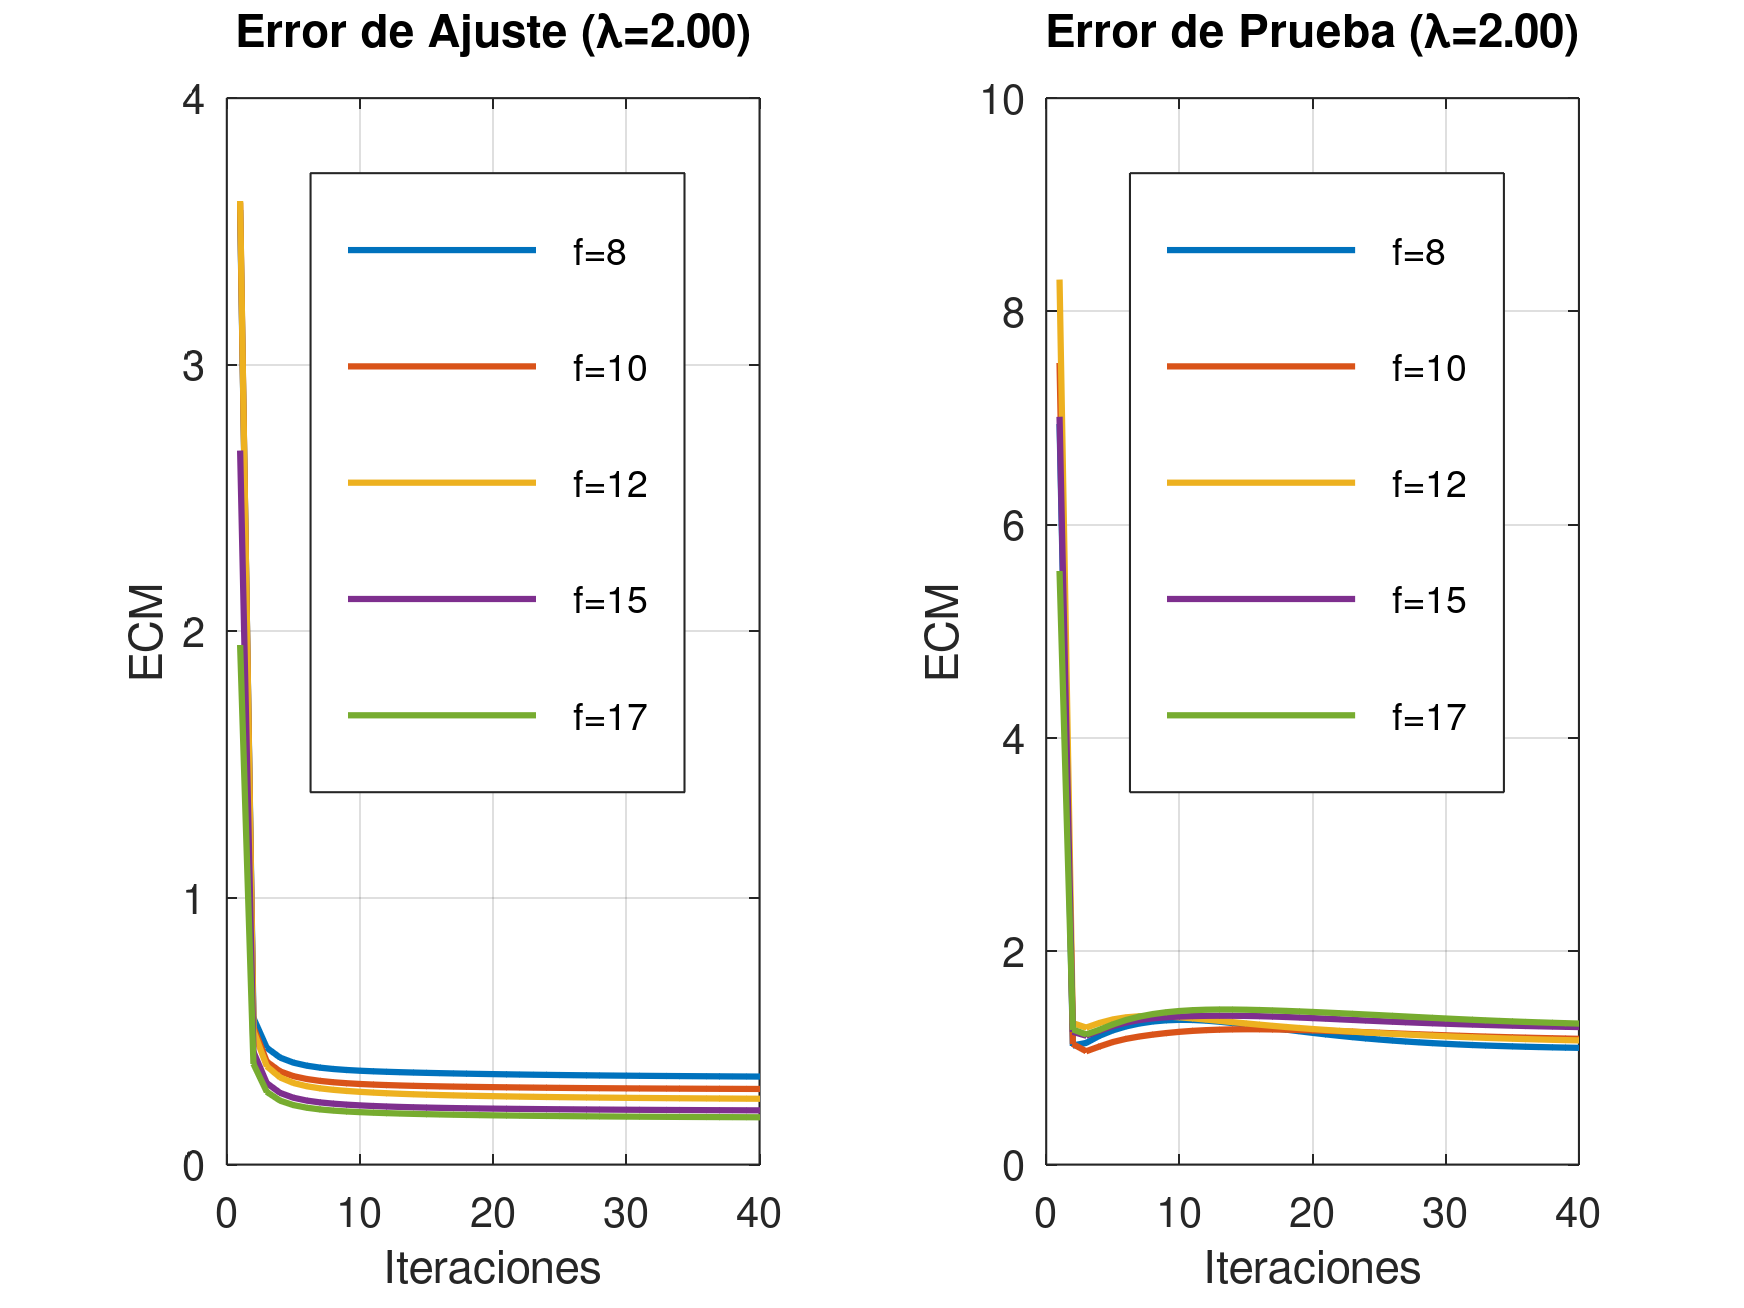 Error de Ajuste (λ=2.00)
4
3
2
1
0
ECM
f=8
f=10
f=12
f=15
f=17
0 10 20 30 40
Iteraciones
Error de Prueba (λ=2.00)
10
8
6
4
2
0
ECM
f=8
f=10
f=12
f=15
f=17
0 10 20 30 40
Iteraciones